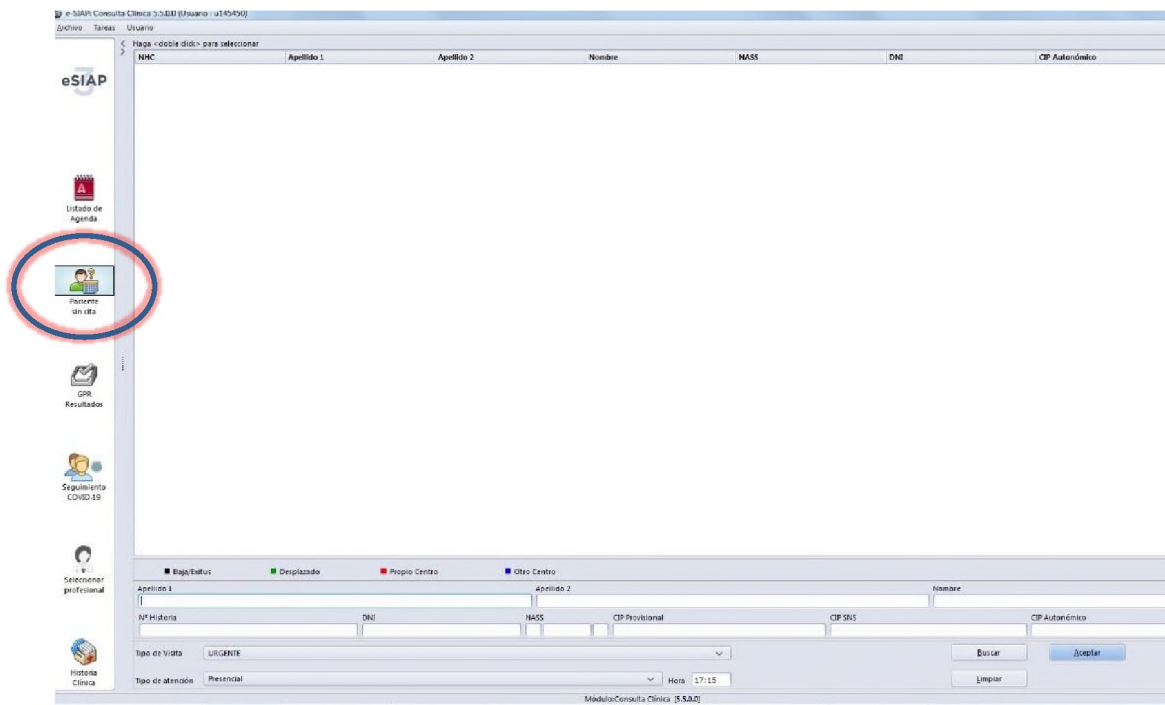 e-SIAP: Consulta Clínica 5.5.0.0 (Usuario : u145450)
Archivo Tareas Usuario
Haga <doble click> para seleccionar
NHC Apellido 1 Apellido 2 Nombre NASS DNI CIP Autonómico
eSIAP
3
Listado de
Agenda
Paciente
sin cita
GPR
Resultados
Seguimiento
COVID-19
Seleccionar
profesional
Historia
Clínica
Baja/Exitus Desplazado Propio Centro Otro Centro
Apellido 1 Apellido 2 Nombre
Nº Historia DNI NASS CIP Provisional CIP SNS CIP Autonómico
Tipo de Visita URGENTE Buscar Aceptar
Tipo de atención Presencial Hora 17:15 Limpiar
Módulo:Consulta Clínica [5.5.0.0]